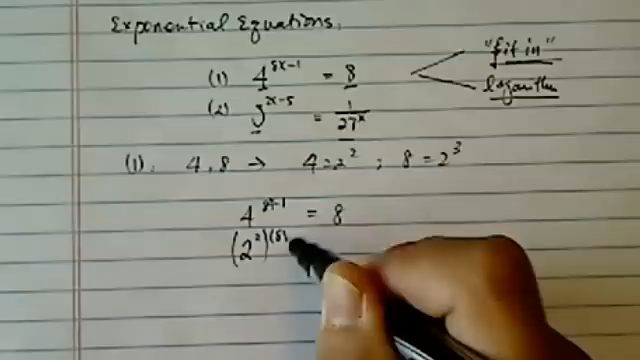 Exponential Equations.
(1) 4^{8x-1} = 8
"fit in"
(2) 3^{x-5} = 1/27^x
logarithm
(1). 4, 8 → 4=2^2 ; 8 = 2^3
4^{8x-1} = 8
(2^2)^{(8